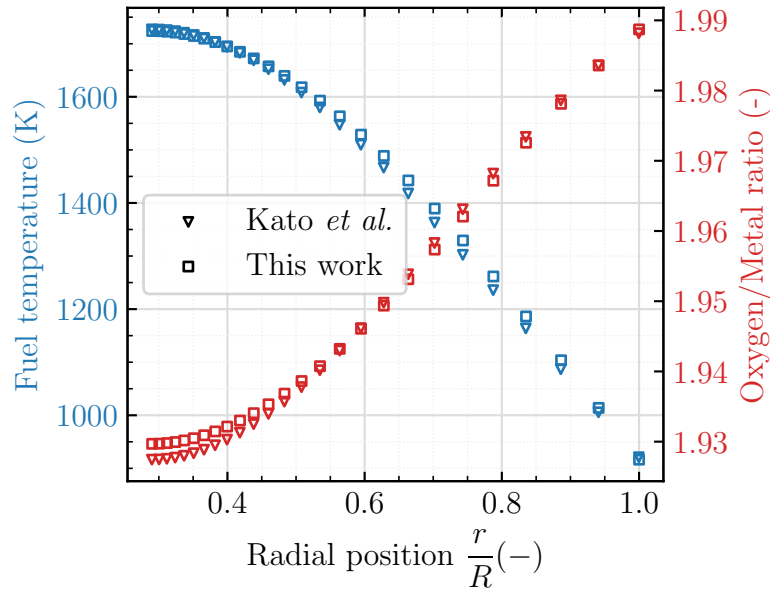 1600
1400
1200
1000
Fuel temperature (K)
Kato et al.
This work
1.99
1.98
1.97
1.96
1.95
1.94
1.93
Oxygen/Metal ratio (-)
0.4 0.6 0.8 1.0
Radial position r/R(−)